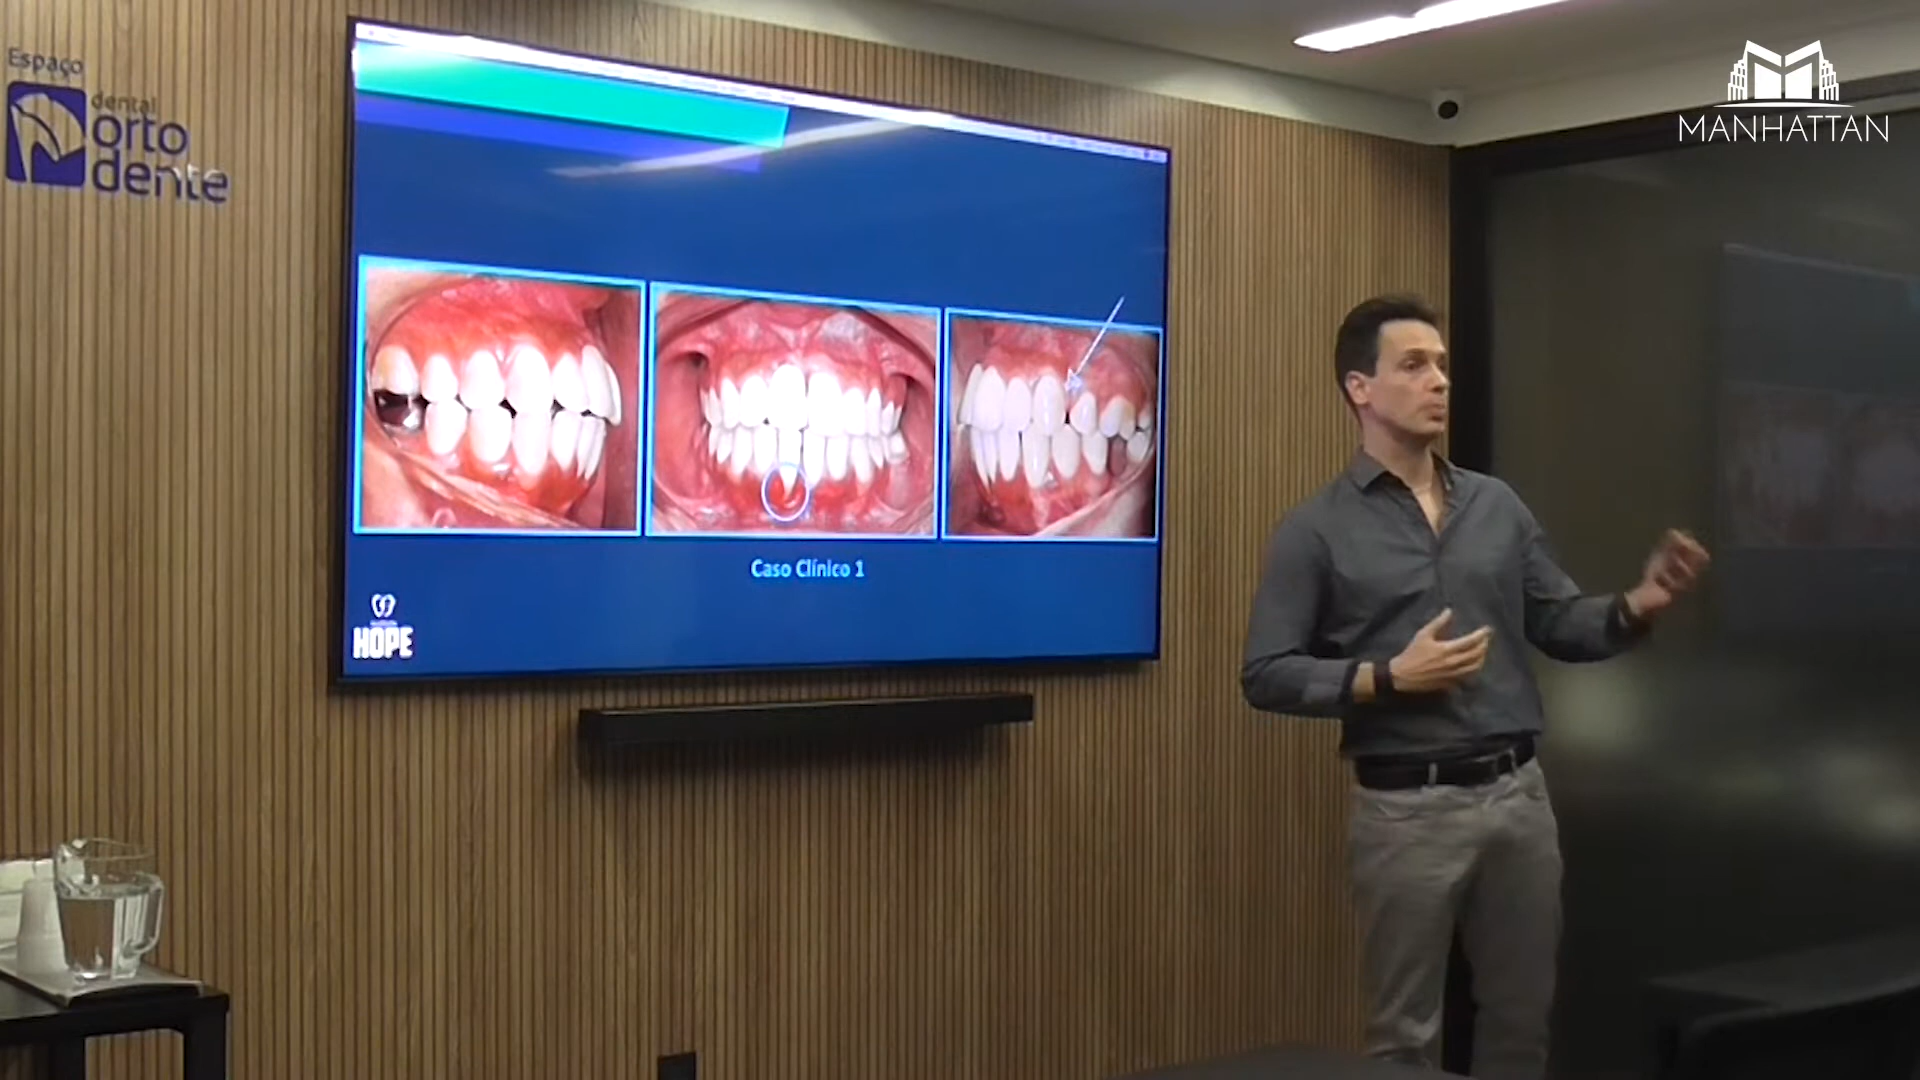 Espaço
dental
orto
dente
MANHATTAN
Caso Clínico 1
HOPE